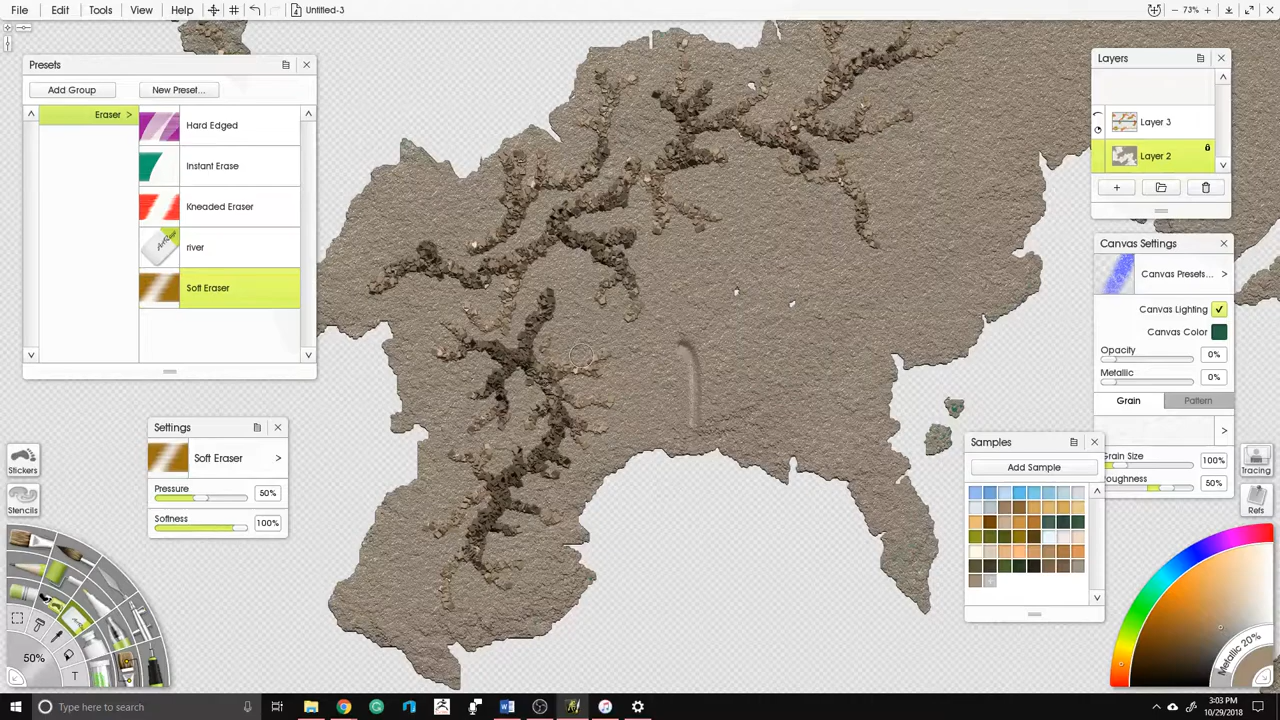 File Edit Tools View Help Untitled-3 73%
Presets
Add Group New Preset...
Eraser >
Hard Edged
Instant Erase
Kneaded Eraser
river
Soft Eraser
Settings
Soft Eraser >
Pressure
50%
Softness
100%
Stickers
Stencils
50%
T
Layers
Layer 3
Layer 2
Canvas Settings
Canvas Presets... >
Canvas Lighting
Canvas Color
Opacity
0%
Metallic
0%
Grain Pattern
Grain Size
100%
Roughness
50%
Samples
Add Sample
Tracing
Refs
Metallic 20%
Type here to search
3:03 PM
10/29/2018